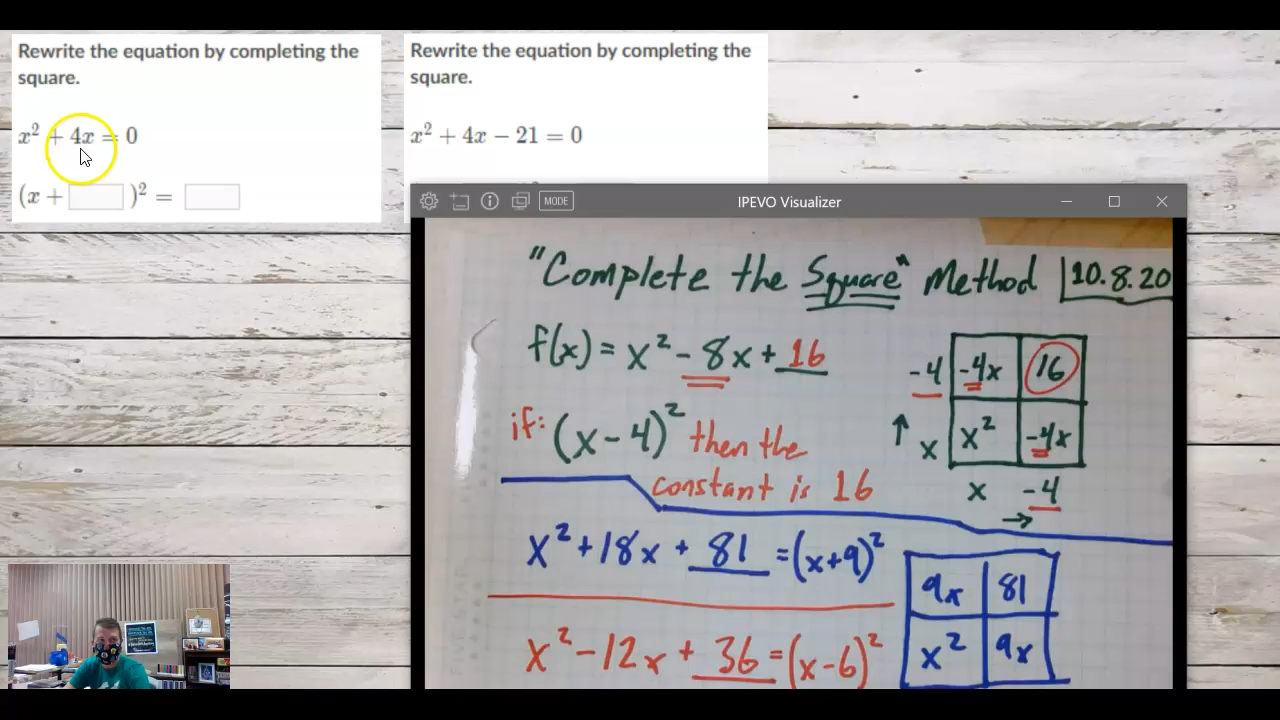 Rewrite the equation by completing the
square.
x² + 4x = 0
(x + )² =
Rewrite the equation by completing the
square.
x² + 4x − 21 = 0
MODE
IPEVO Visualizer
"Complete the Square" Method 10.8.20
f(x) = x² - 8x + 16
-4 -4x 16
if: (x-4)² then the
constant is 16
x x² -4x
x -4
x² + 18x + 81 = (x+9)²
9x 81
x² - 12x + 36 = (x-6)²
x² 9x